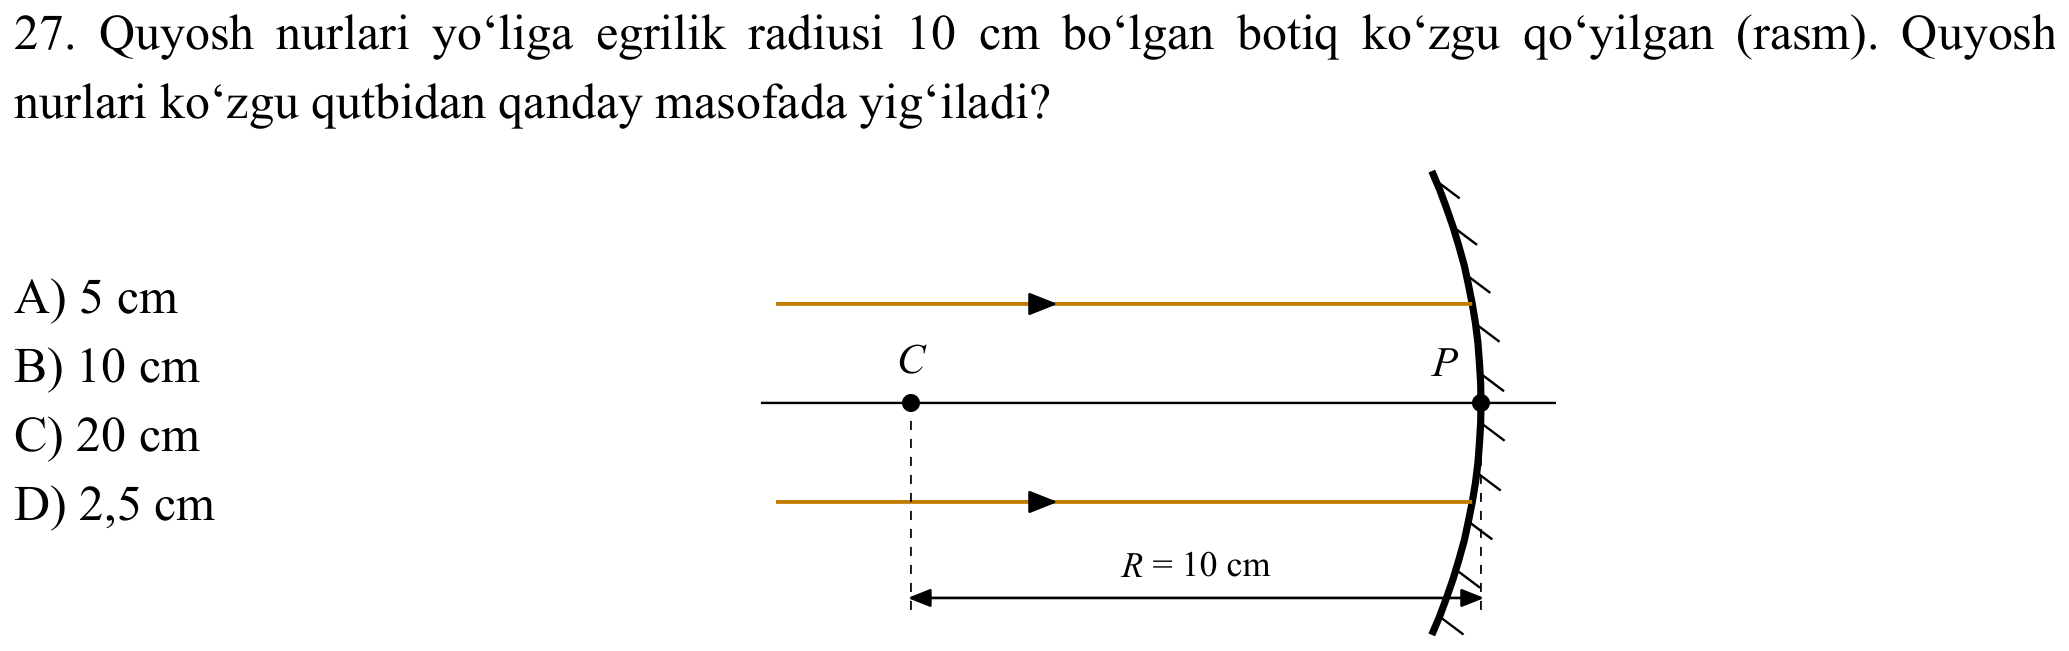 27. Quyosh nurlari yo‘liga egrilik radiusi 10 cm bo‘lgan botiq ko‘zgu qo‘yilgan (rasm). Quyosh
nurlari ko‘zgu qutbidan qanday masofada yig‘iladi?
A) 5 cm
B) 10 cm
C) 20 cm
D) 2,5 cm
C
P
R = 10 cm